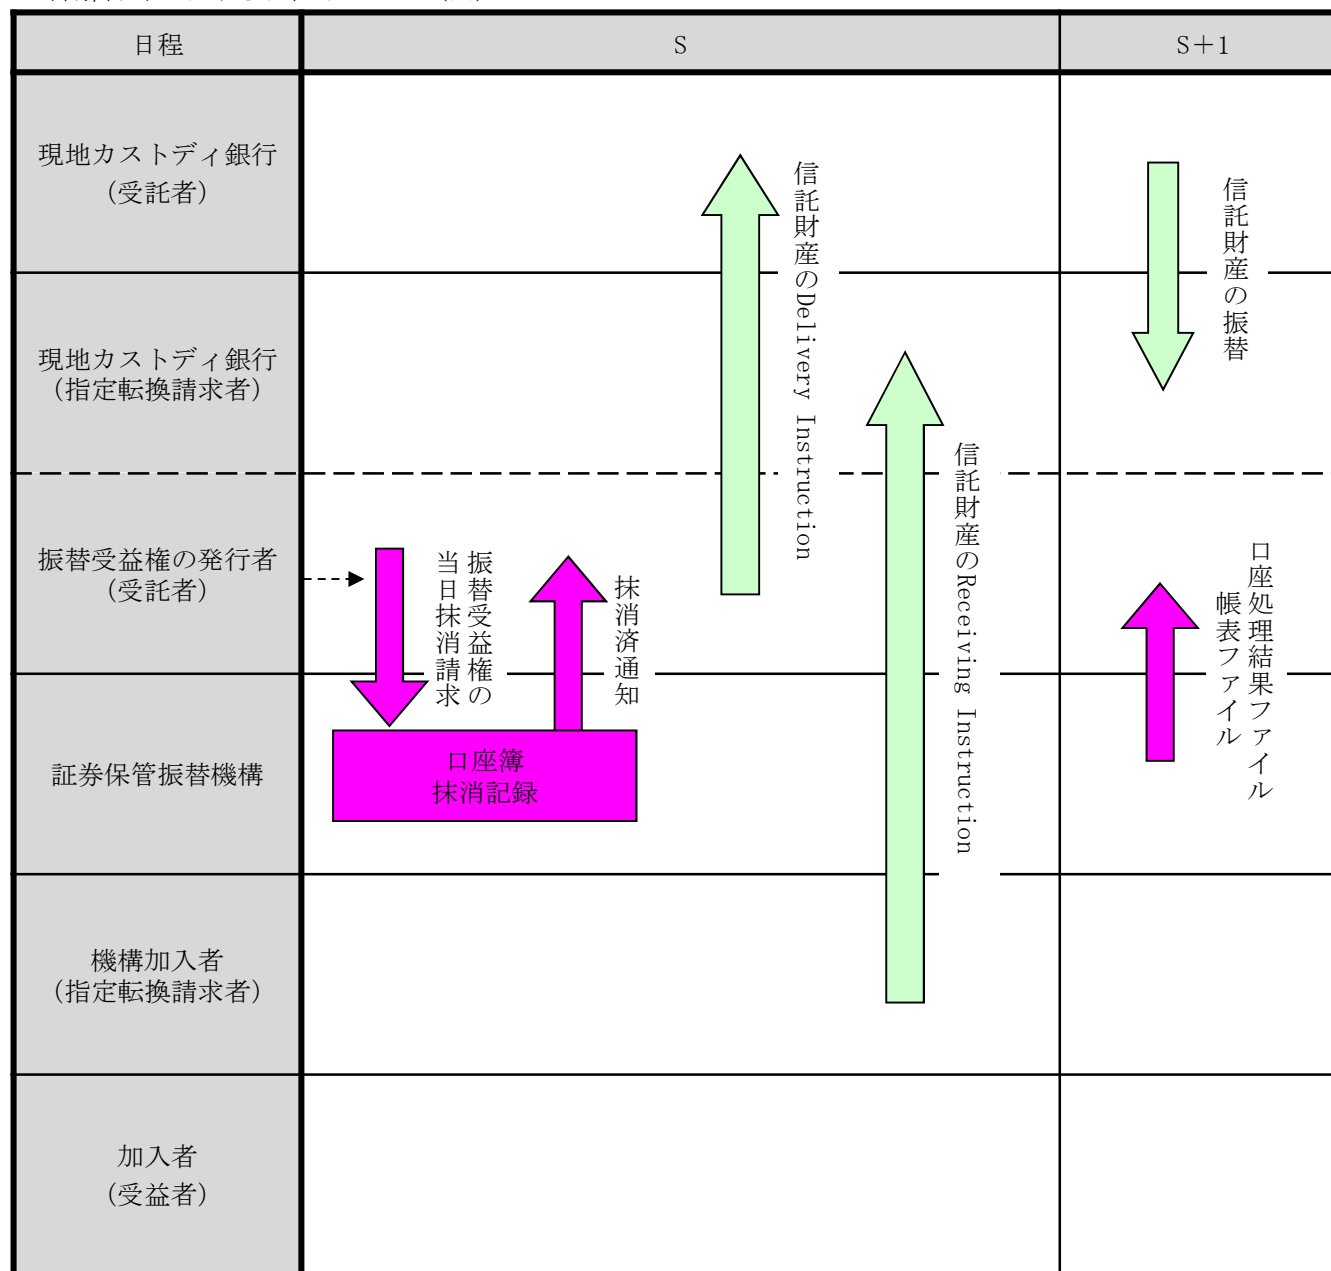 日程
S
S+1
現地カストディ銀行
(受託者)
信託財産のDelivery Instruction
信託財産の振替
現地カストディ銀行
(指定転換請求者)
信託財産のReceiving Instruction
振替受益権の発行者
(受託者)
振替受益権の
当日抹消請求
抹消済通知
口座処理結果ファイル
帳表ファイル
証券保管振替機構
口座簿
抹消記録
機構加入者
(指定転換請求者)
加入者
(受益者)